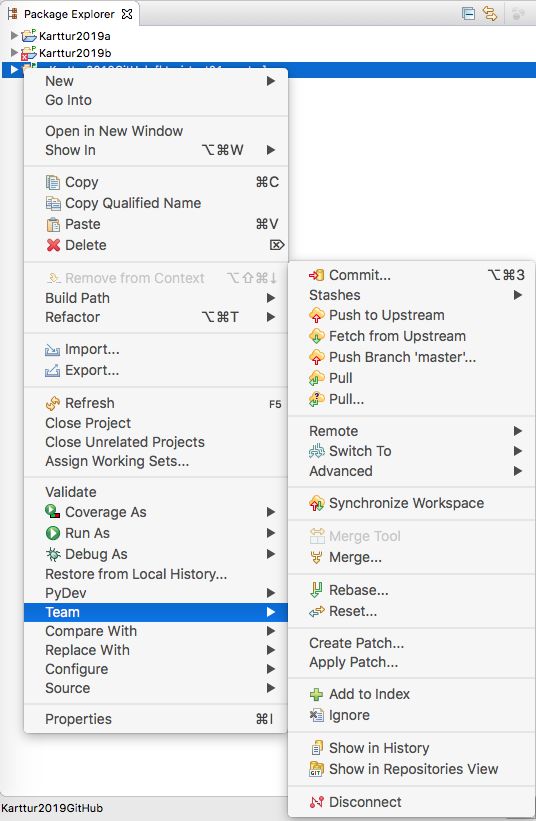 Package Explorer
Karttur2019a
Karttur2019b
New
Go Into
Open in New Window
Show In ⌥⌘W
Copy ⌘C
Copy Qualified Name
Paste ⌘V
Delete ⌦
Remove from Context ⌥⇧⌘↓
Build Path
Refactor ⌥⌘T
Import...
Export...
Refresh F5
Close Project
Close Unrelated Projects
Assign Working Sets...
Validate
Coverage As
Run As
Debug As
Restore from Local History...
PyDev
Team
Compare With
Replace With
Configure
Source
Properties ⌘I
Commit... ⌥⌘3
Stashes
Push to Upstream
Fetch from Upstream
Push Branch 'master'...
Pull
Pull...
Remote
Switch To
Advanced
Synchronize Workspace
Merge Tool
Merge...
Rebase...
Reset...
Create Patch...
Apply Patch...
Add to Index
Ignore
Show in History
Show in Repositories View
Disconnect
Karttur2019GitHub